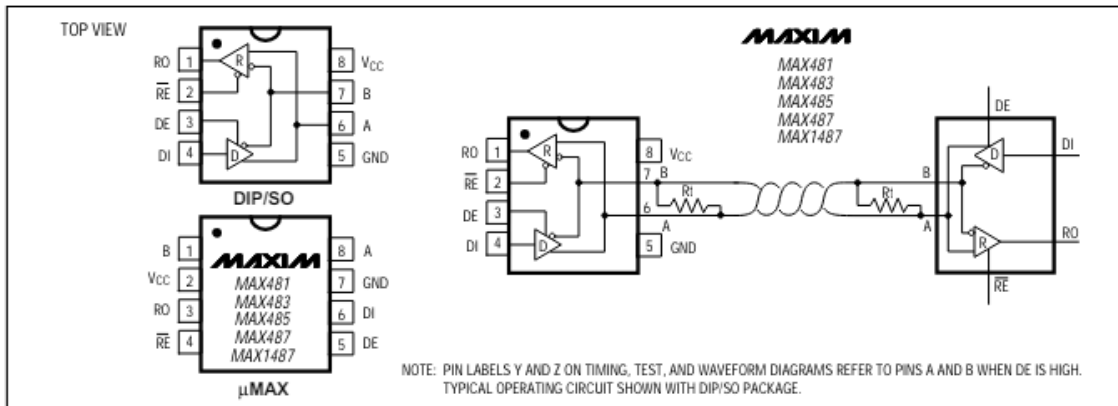 TOP VIEW
RO 1
RE 2
DE 3
DI 4
8 VCC
7 B
6 A
5 GND
R
D
DIP/SO
B 1
VCC 2
RO 3
RE 4
8 A
7 GND
6 DI
5 DE
MAXIM
MAX481
MAX483
MAX485
MAX487
MAX1487
µMAX
MAXIM
MAX481
MAX483
MAX485
MAX487
MAX1487
RO 1
RE 2
DE 3
DI 4
R
D
8 VCC
7 B
6 A
5 GND
Rt
Rt
B
A
DE
D
DI
R
RO
RE
NOTE: PIN LABELS Y AND Z ON TIMING, TEST, AND WAVEFORM DIAGRAMS REFER TO PINS A AND B WHEN DE IS HIGH.
TYPICAL OPERATING CIRCUIT SHOWN WITH DIP/SO PACKAGE.